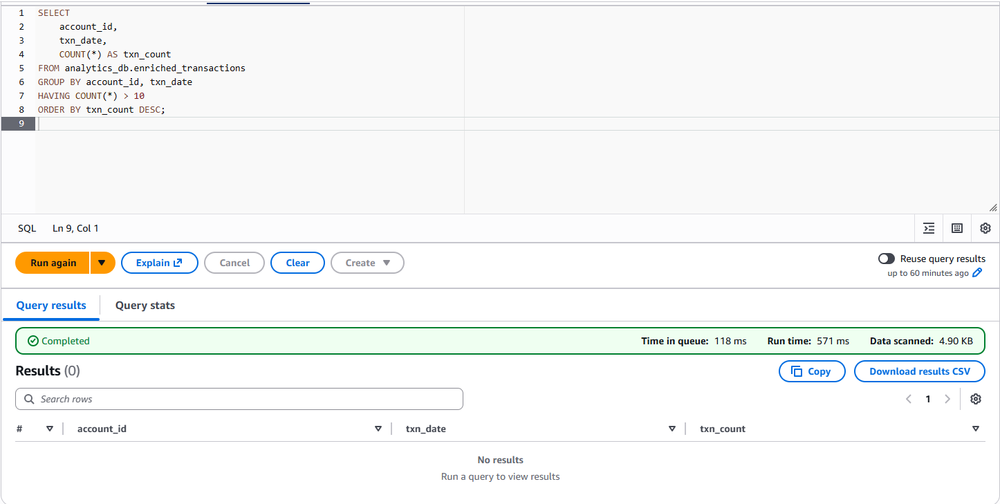 1 SELECT
2 account_id,
3 txn_date,
4 COUNT(*) AS txn_count
5 FROM analytics_db.enriched_transactions
6 GROUP BY account_id, txn_date
7 HAVING COUNT(*) > 10
8 ORDER BY txn_count DESC;
9
SQL Ln 9, Col 1
Run again Explain Cancel Clear Create Reuse query results
up to 60 minutes ago
Query results Query stats
Completed Time in queue: 118 ms Run time: 571 ms Data scanned: 4.90 KB
Results (0) Copy Download results CSV
Search rows 1
# account_id txn_date txn_count
No results
Run a query to view results